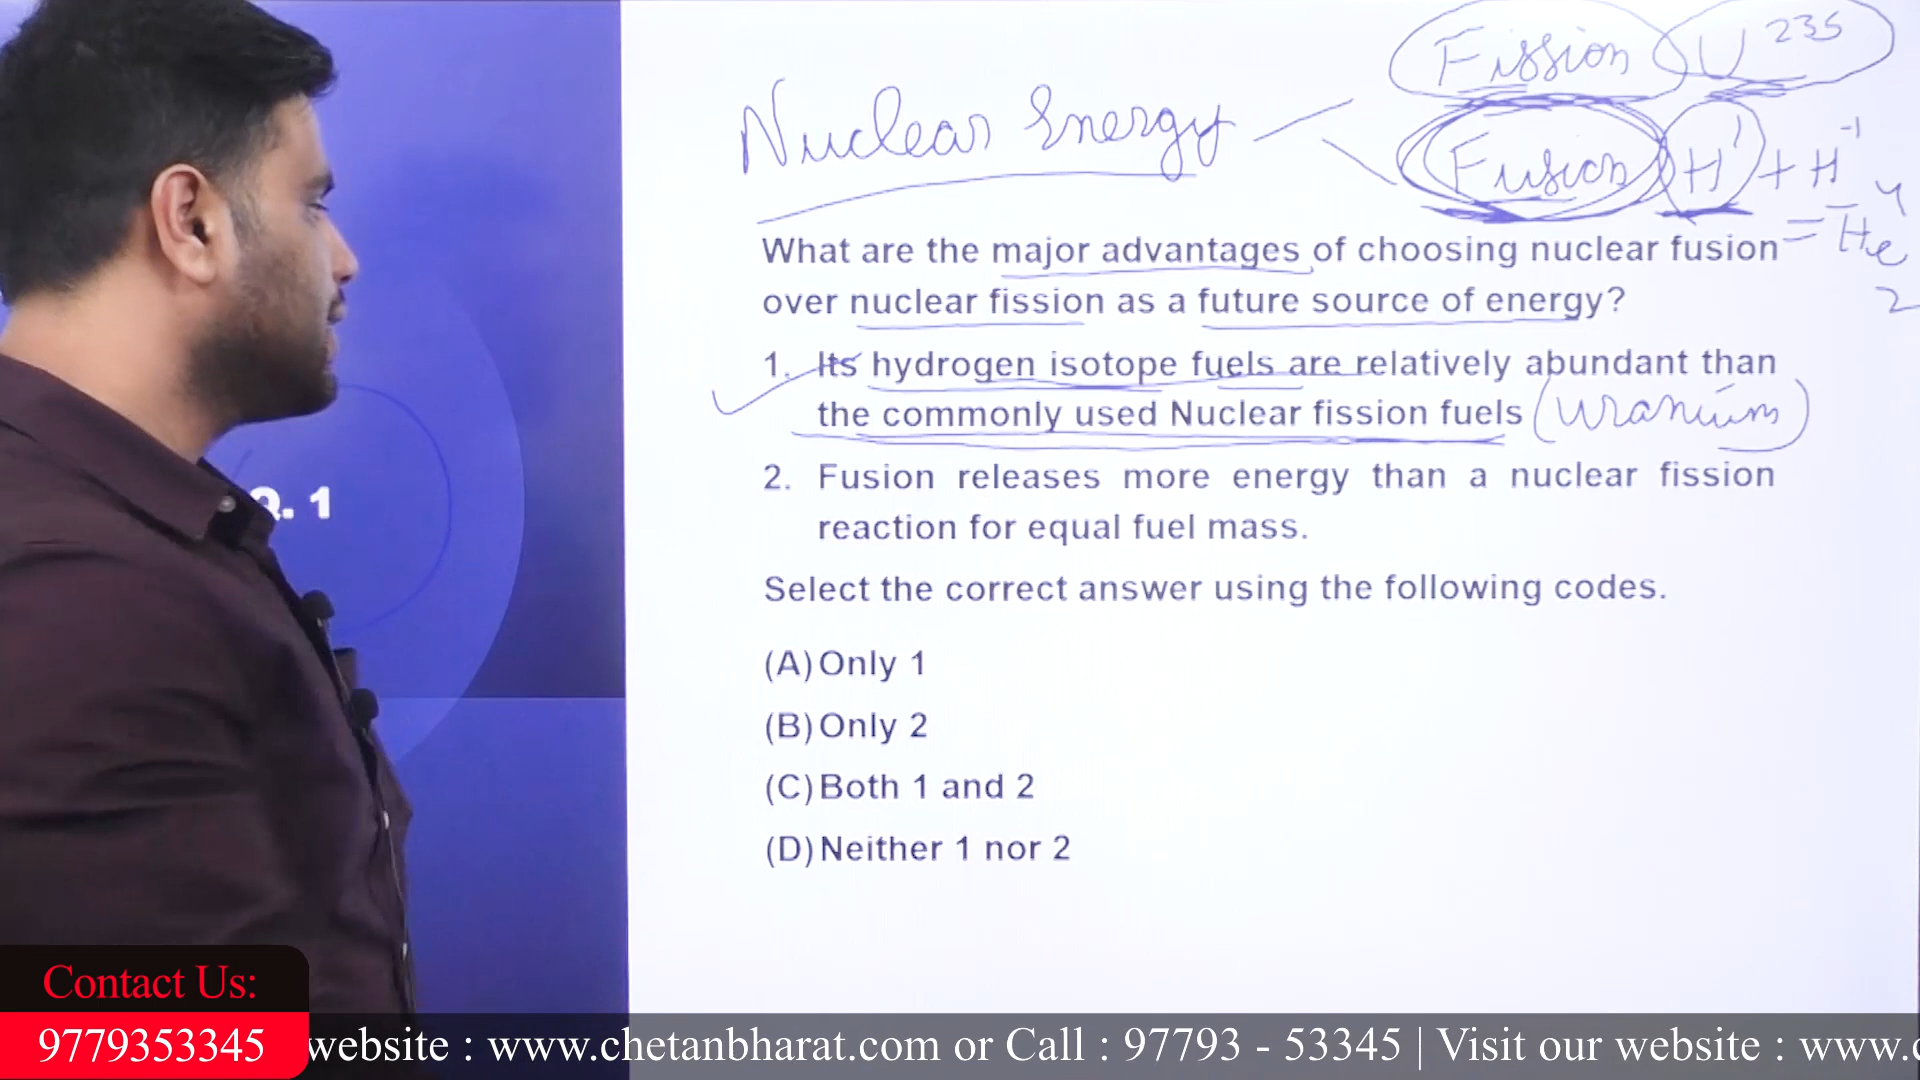 Fission U 235
Nuclear Energy
Fusion H 1 + H -1
= He 4 2
What are the major advantages of choosing nuclear fusion
over nuclear fission as a future source of energy?
1. Its hydrogen isotope fuels are relatively abundant than
the commonly used Nuclear fission fuels (Uranium)
2. Fusion releases more energy than a nuclear fission
reaction for equal fuel mass.
Select the correct answer using the following codes.
(A) Only 1
(B) Only 2
(C) Both 1 and 2
(D) Neither 1 nor 2
Q. 1
Contact Us:
9779353345
website : www.chetanbharat.com or Call : 97793 - 53345 | Visit our website : www.c